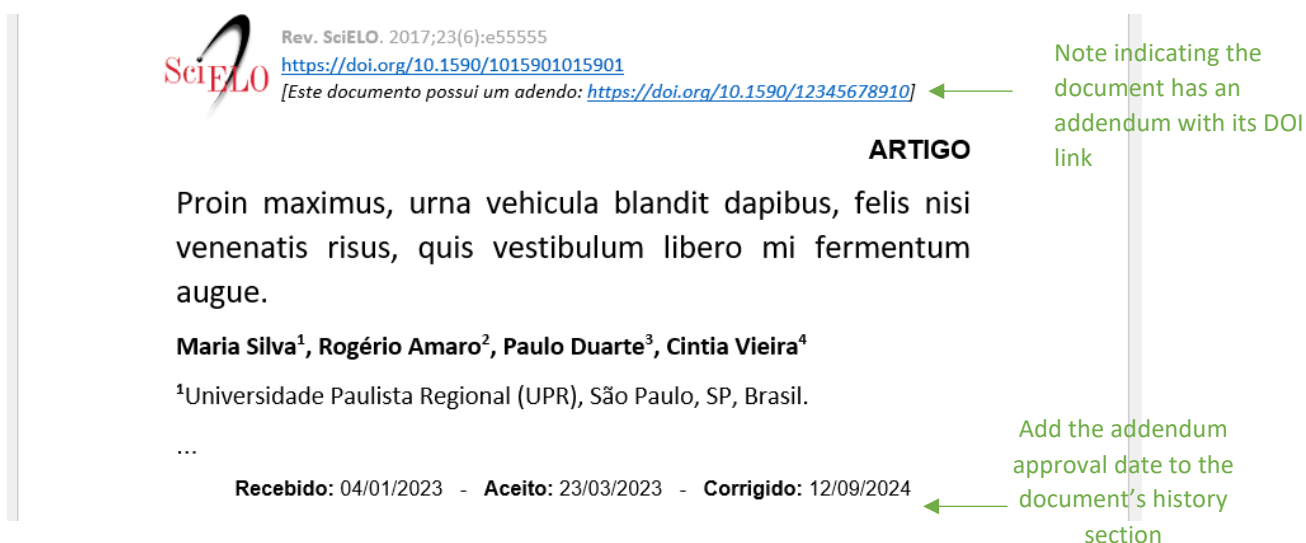 SciELO
Rev. SciELO. 2017;23(6):e55555
https://doi.org/10.1590/1015901015901
[Este documento possui um adendo: https://doi.org/10.1590/12345678910]
Note indicating the
document has an
addendum with its DOI
link
ARTIGO
Proin maximus, urna vehicula blandit dapibus, felis nisi
venenatis risus, quis vestibulum libero mi fermentum
augue.
Maria Silva¹, Rogério Amaro², Paulo Duarte³, Cintia Vieira⁴
¹Universidade Paulista Regional (UPR), São Paulo, SP, Brasil.
...
Recebido: 04/01/2023 - Aceito: 23/03/2023 - Corrigido: 12/09/2024
Add the addendum
approval date to the
document’s history
section